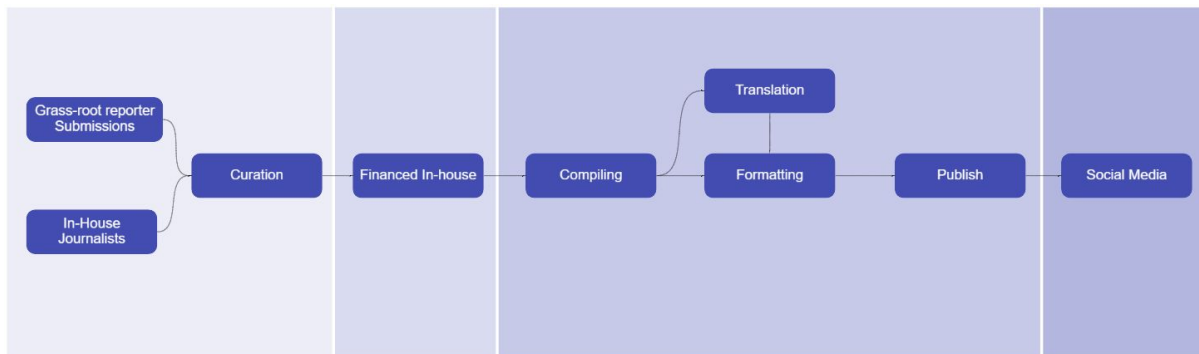 Grass-root reporter
Submissions
In-House
Journalists
Curation
Financed In-house
Compiling
Translation
Formatting
Publish
Social Media